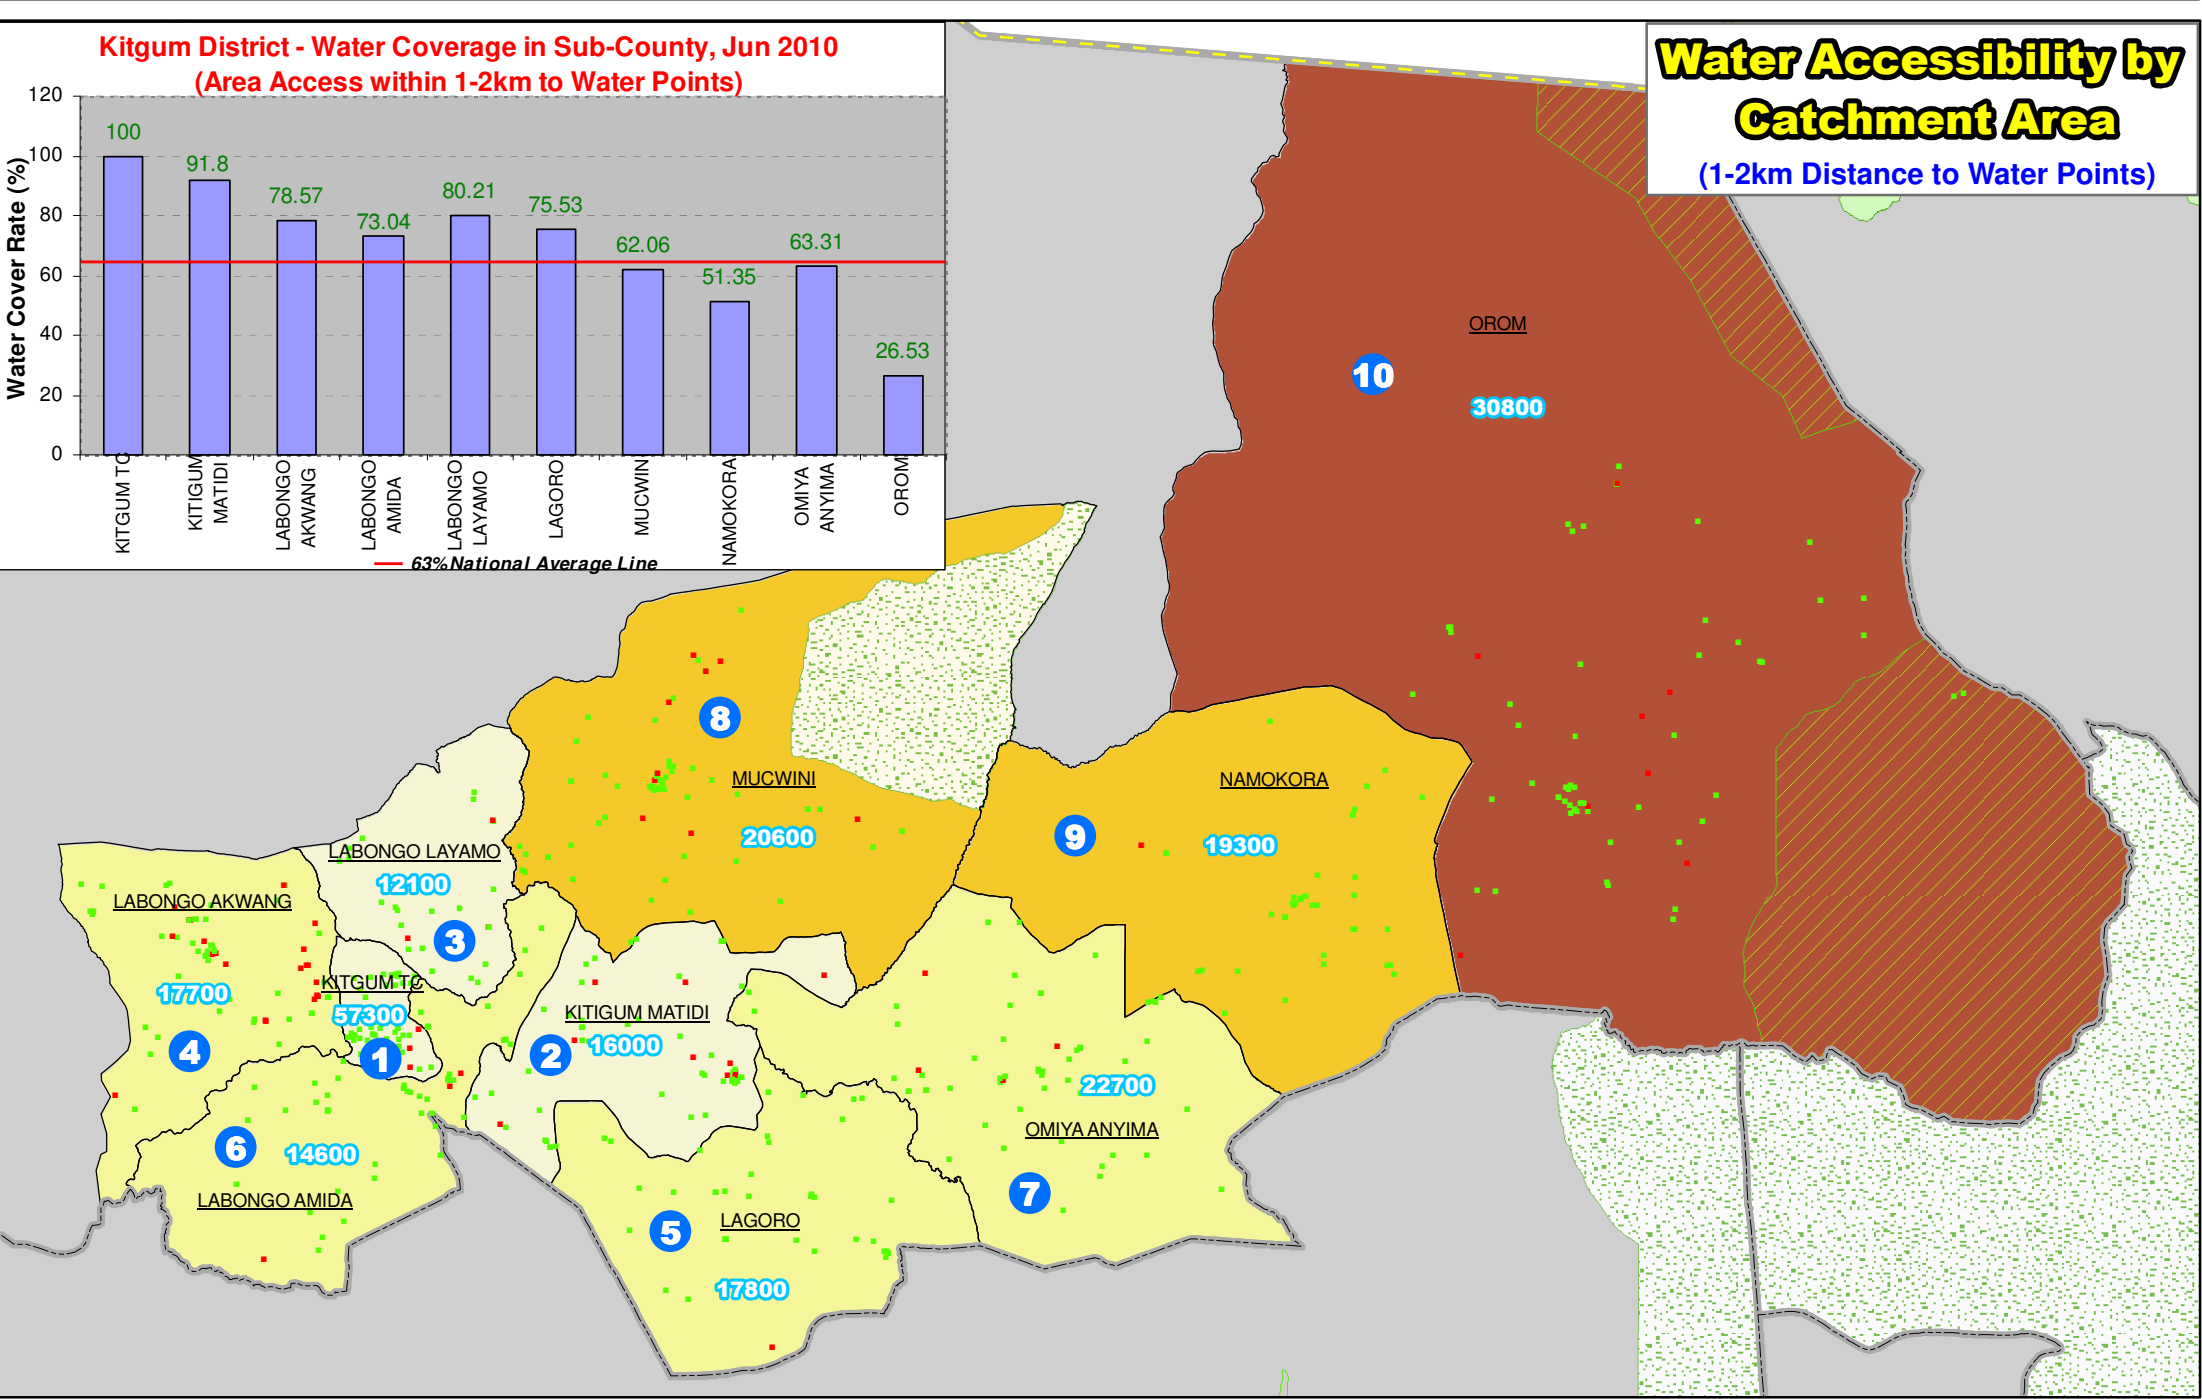 Kitgum District - Water Coverage in Sub-County, Jun 2010
(Area Access within 1-2km to Water Points)
Water Cover Rate (%)
120
100
80
60
40
20
0
100
91.8
78.57
73.04
80.21
75.53
62.06
51.35
63.31
26.53
KITGUM TC
KITIGUM
MATIDI
LABONGO
AKWANG
LABONGO
AMIDA
LABONGO
LAYAMO
LAGORO
MUCWINI
NAMOKORA
OMIYA
ANYIMA
OROM
63%National Average Line
Water Accessibility by
Catchment Area
(1-2km Distance to Water Points)
OROM
10
30800
8
MUCWINI
20600
NAMOKORA
9
19300
LABONGO LAYAMO
12100
3
LABONGO AKWANG
17700
4
KITGUM TC
57300
1
KITIGUM MATIDI
16000
2
22700
OMIYA ANYIMA
7
6
14600
LABONGO AMIDA
5
LAGORO
17800